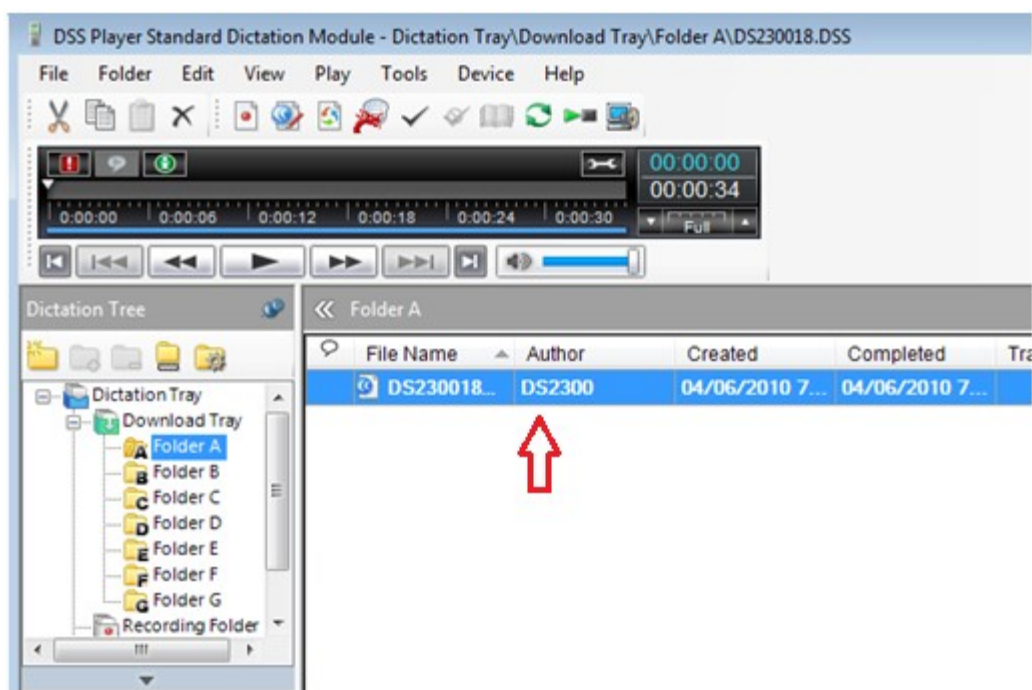 DSS Player Standard Dictation Module - Dictation Tray\Download Tray\Folder A\DS230018.DSS
File Folder Edit View Play Tools Device Help
00:00:00
00:00:34
0:00:00 0:00:06 0:00:12 0:00:18 0:00:24 0:00:30
Full
Dictation Tree
Folder A
File Name Author Created Completed Tra
DS230018... DS2300 04/06/2010 7... 04/06/2010 7...
Dictation Tray
Download Tray
A Folder A
B Folder B
C Folder C
D Folder D
E Folder E
F Folder F
G Folder G
Recording Folder